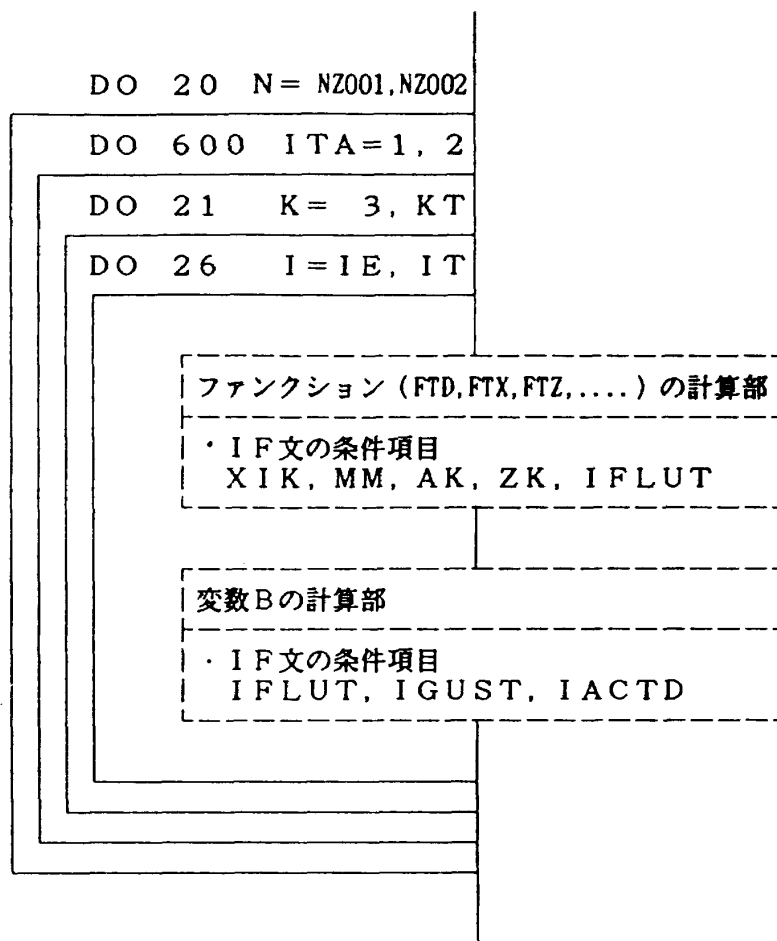 DO 20 N= NZ001,NZ002
DO 600 ITA=1, 2
DO 21 K= 3, KT
DO 26 I=IE, IT
ファンクション (FTD,FTX,FTZ,....) の計算部
・IF文の条件項目
XIK, MM, AK, ZK, IFLUT
変数Bの計算部
・IF文の条件項目
IFLUT, IGUST, IACTD